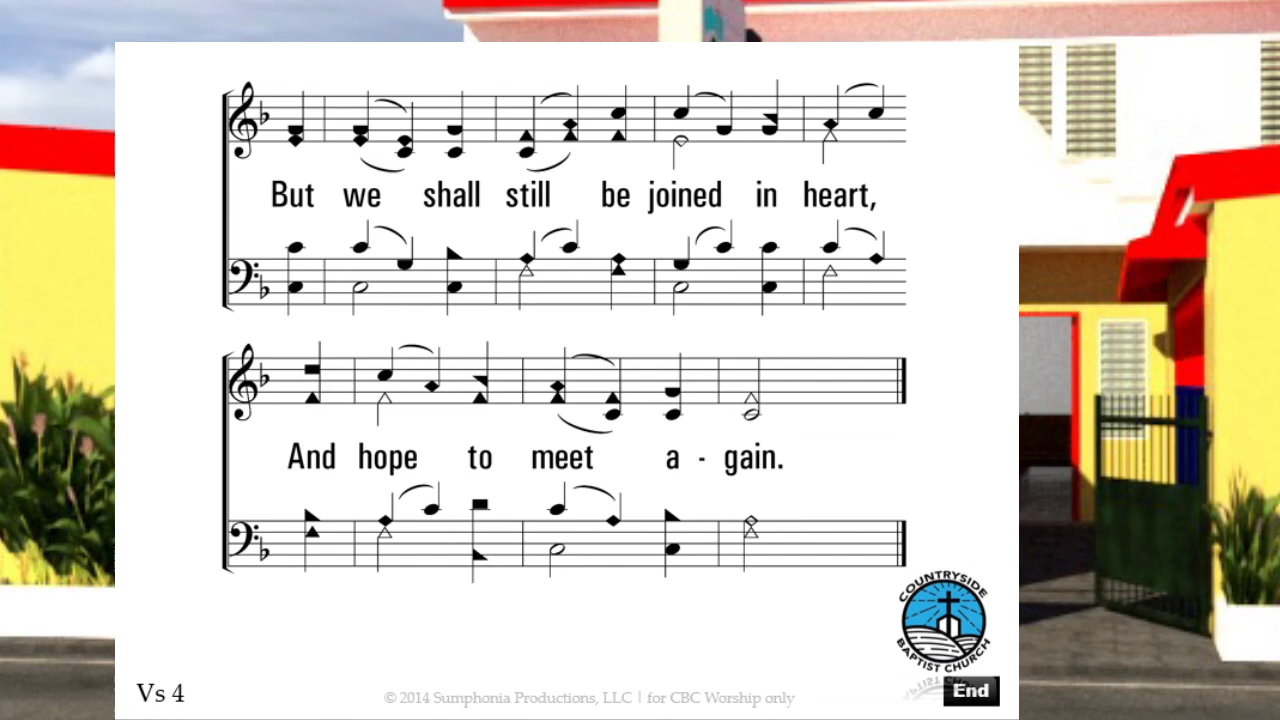 But we shall still be joined in heart,
And hope to meet a - gain.
COUNTRYSIDE
BAPTIST CHURCH
Vs 4
© 2014 Sumphonia Productions, LLC | for CBC Worship only
End